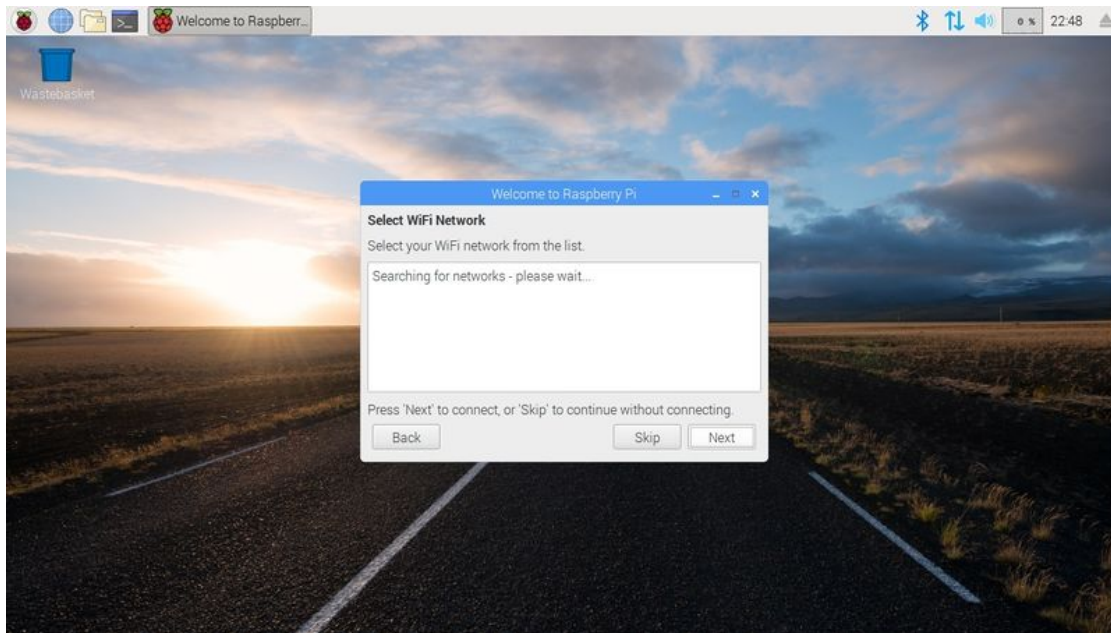 Welcome to Raspberr...
0 %
22:48
Wastebasket
Welcome to Raspberry Pi
Select WiFi Network
Select your WiFi network from the list.
Searching for networks - please wait...
Press 'Next' to connect, or 'Skip' to continue without connecting.
Back
Skip
Next